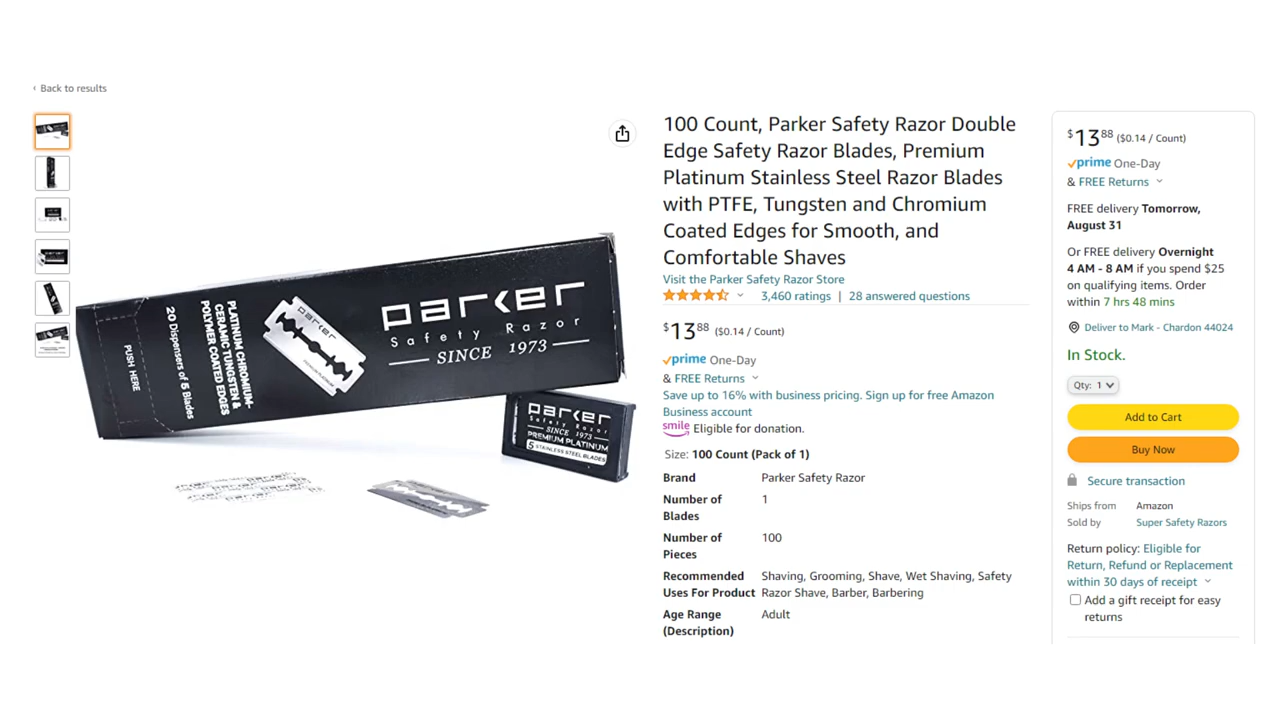 ‹ Back to results
PUSH HERE
20 Dispensers of 5 Blades
PLATINUM CHROMIUM-
CERAMIC TUNGSTEN &
POLYMER COATED EDGES
parker
parker
Safety Razor
SINCE 1973
parker
Safety Razor
SINCE 1973
PREMIUM PLATINUM
5 STAINLESS STEEL BLADES
100 Count, Parker Safety Razor Double
Edge Safety Razor Blades, Premium
Platinum Stainless Steel Razor Blades
with PTFE, Tungsten and Chromium
Coated Edges for Smooth, and
Comfortable Shaves
Visit the Parker Safety Razor Store
3,460 ratings | 28 answered questions
$13 88 ($0.14 / Count)
prime One-Day
& FREE Returns
Save up to 16% with business pricing. Sign up for free Amazon
Business account
smile Eligible for donation.
Size: 100 Count (Pack of 1)
Brand Parker Safety Razor
Number of 1
Blades
Number of 100
Pieces
Recommended Shaving, Grooming, Shave, Wet Shaving, Safety
Uses For Product Razor Shave, Barber, Barbering
Age Range Adult
(Description)
$13 88 ($0.14 / Count)
prime One-Day
& FREE Returns
FREE delivery Tomorrow,
August 31
Or FREE delivery Overnight
4 AM - 8 AM if you spend $25
on qualifying items. Order
within 7 hrs 48 mins
Deliver to Mark - Chardon 44024
In Stock.
Qty: 1
Add to Cart
Buy Now
Secure transaction
Ships from Amazon
Sold by Super Safety Razors
Return policy: Eligible for
Return, Refund or Replacement
within 30 days of receipt
Add a gift receipt for easy
returns